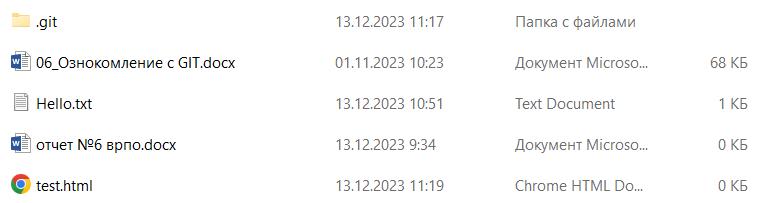 .git 13.12.2023 11:17 Папка с файлами
06_Ознокомление с GIT.docx 01.11.2023 10:23 Документ Microso... 68 КБ
Hello.txt 13.12.2023 10:51 Text Document 1 КБ
отчет №6 врпо.docx 13.12.2023 9:34 Документ Microso... 0 КБ
test.html 13.12.2023 11:19 Chrome HTML Do... 0 КБ